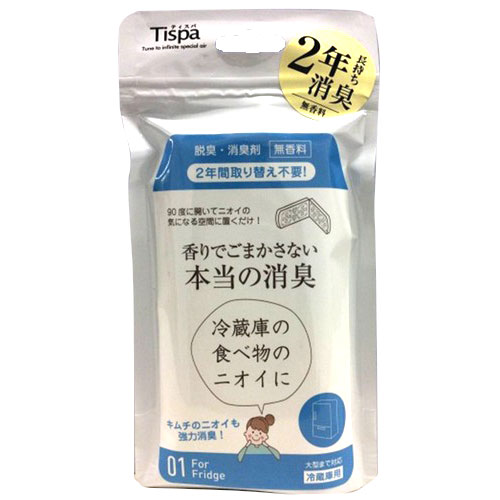 ティスパ
Tispa
Tune to infinite special air
長持ち
2年
消臭
無香料
脱臭・消臭剤 無香料
2年間取り替え不要！
90度に開いてニオイの
気になる空間に置くだけ！
香りでごまかさない
本当の消臭
冷蔵庫の
食べ物の
ニオイに
キムチのニオイも
強力消臭！
01 For
Fridge
大型まで対応
冷蔵庫用